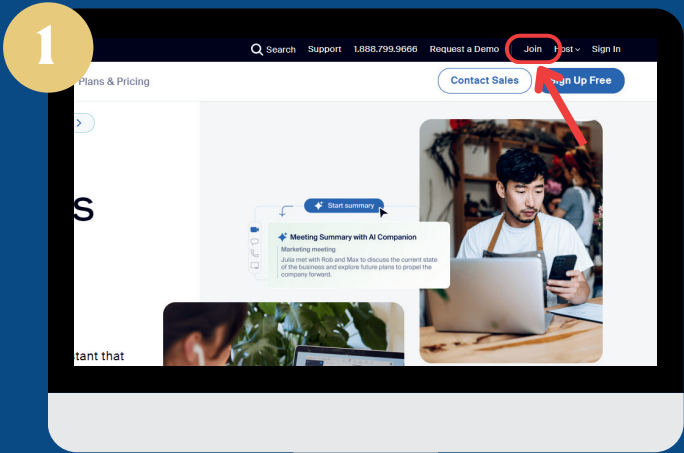 1
Search Support 1.888.799.9666 Request a Demo Join Host Sign In
Plans & Pricing
Contact Sales
Sign Up Free
S
Start summary
Meeting Summary with AI Companion
Marketing meeting
Julia met with Rob and Max to discuss the current state
of the business and explore future plans to propel the
company forward.
stant that